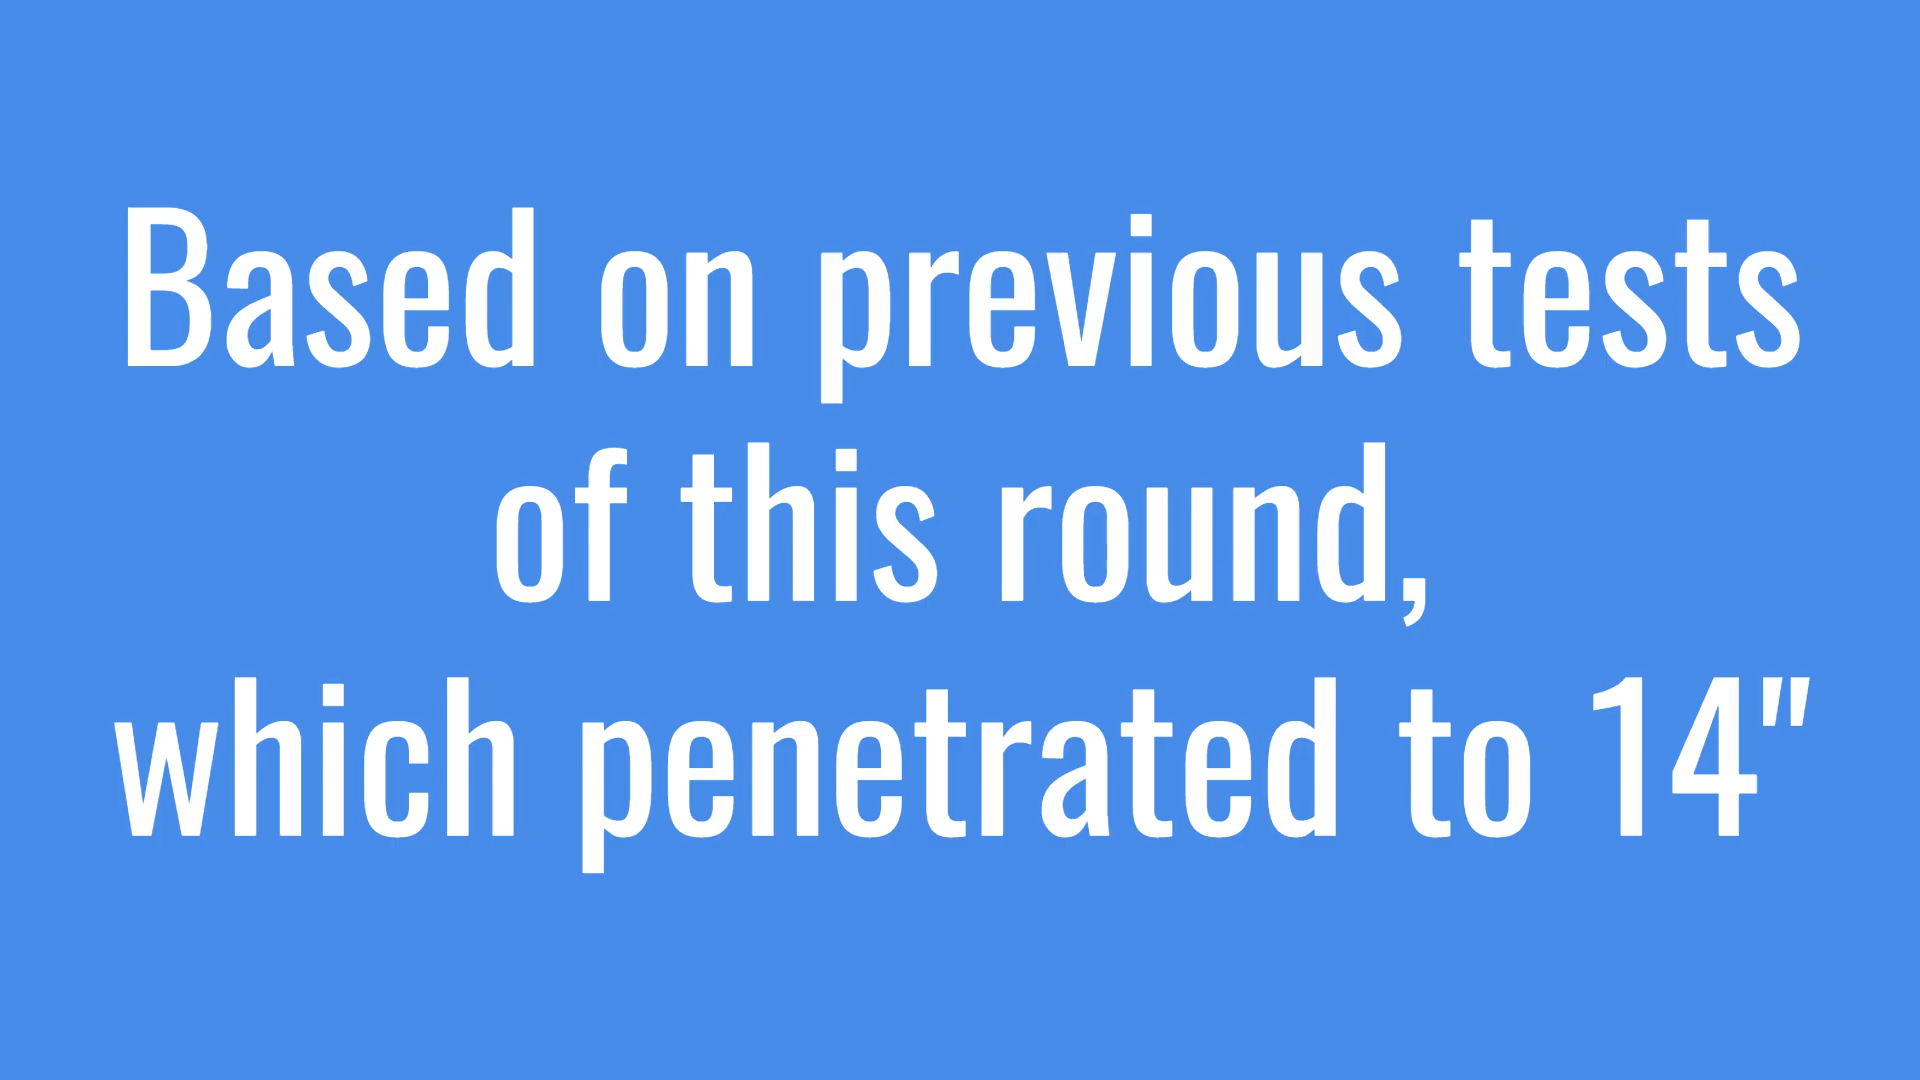 Based on previous tests
of this round,
which penetrated to 14"